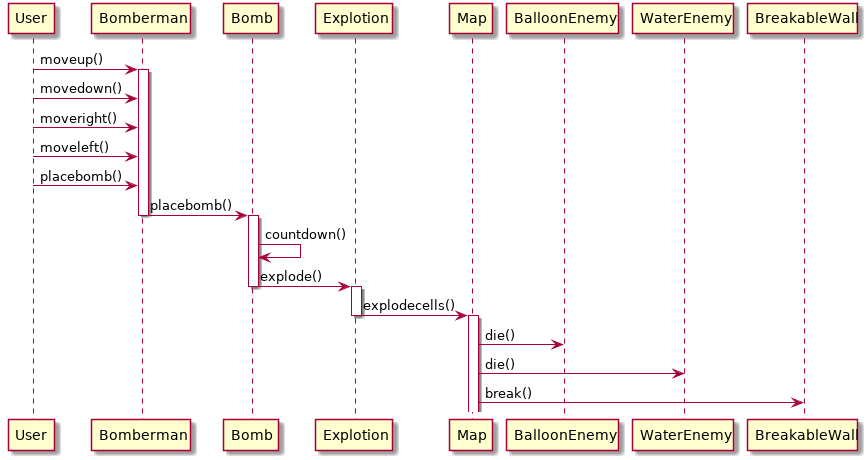 User Bomberman Bomb Explotion Map BalloonEnemy WaterEnemy BreakableWall
moveup()
movedown()
moveright()
moveleft()
placebomb()
placebomb()
countdown()
explode()
explodecells()
die()
die()
break()
User Bomberman Bomb Explotion Map BalloonEnemy WaterEnemy BreakableWall